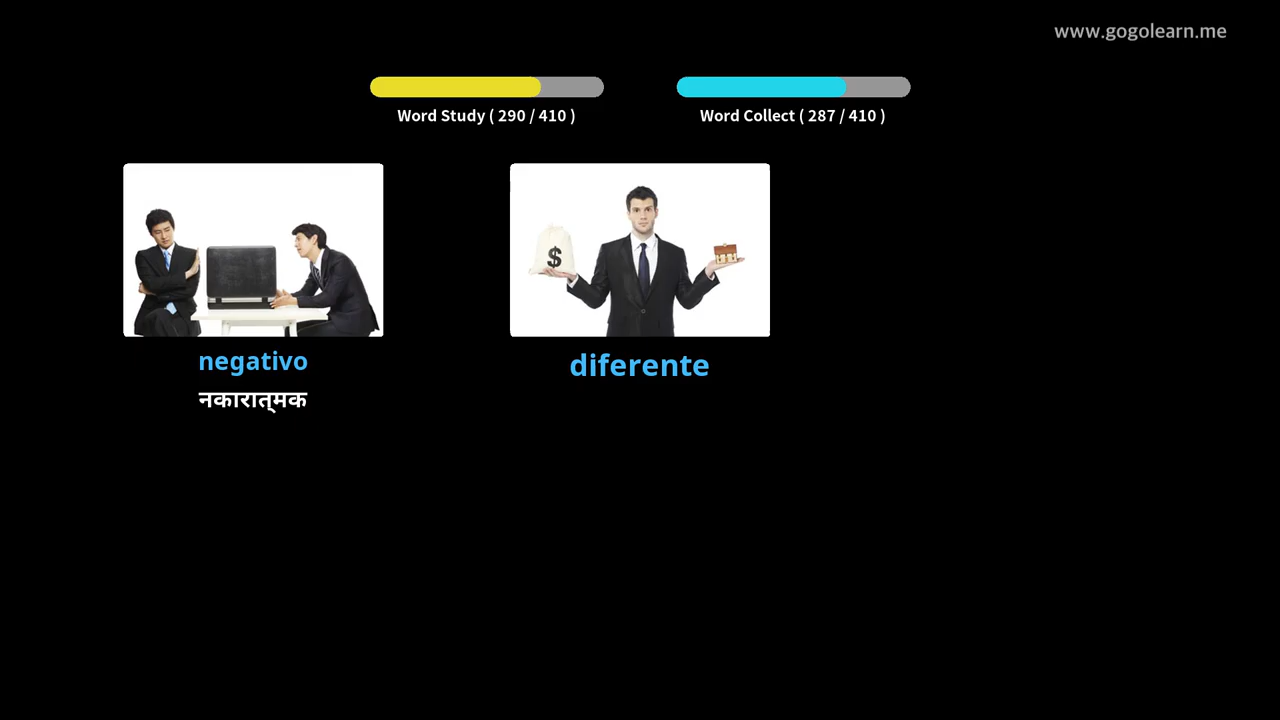 www.gogolearn.me
Word Study ( 290 / 410 )
Word Collect ( 287 / 410 )
$
negativo
नकारात्मक
diferente